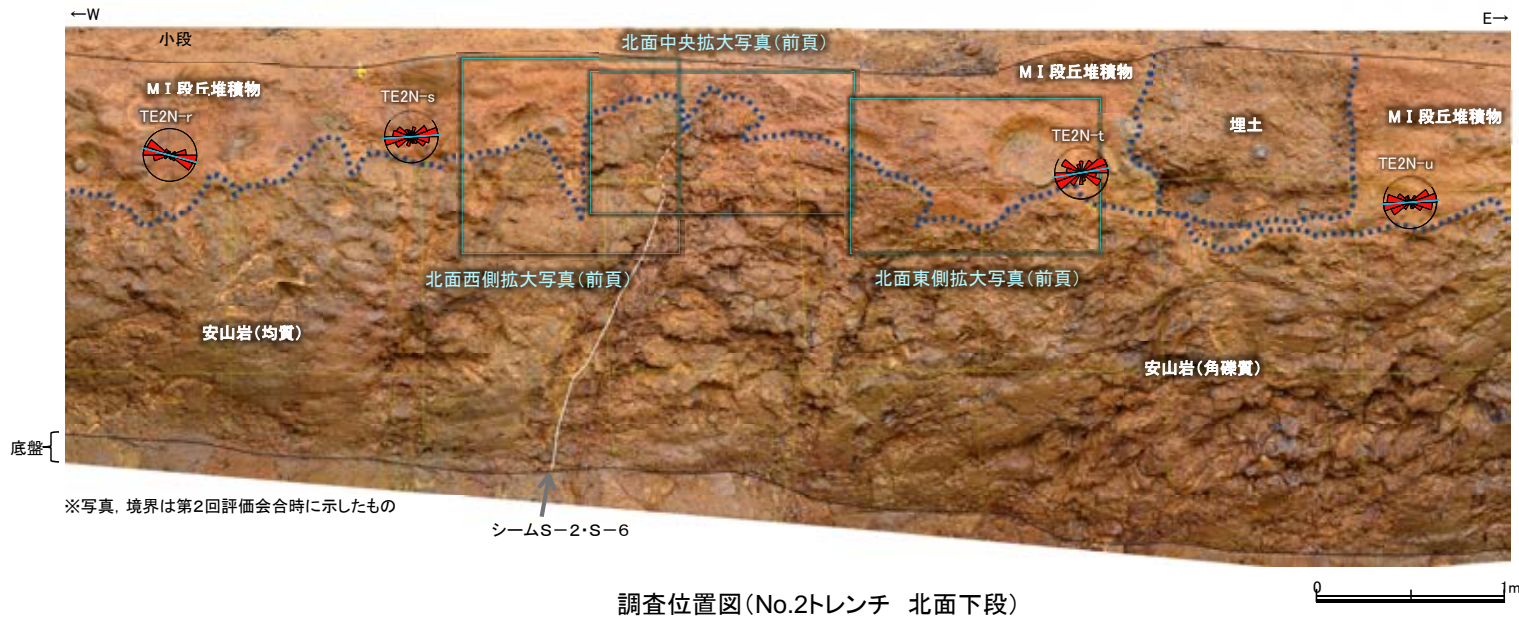 ←W
E→
小段
北面中央拡大写真(前頁)
MⅠ段丘堆積物
MⅠ段丘堆積物
TE2N-r
TE2N-s
TE2N-t
埋土
MⅠ段丘堆積物
TE2N-u
北面西側拡大写真(前頁)
北面東側拡大写真(前頁)
安山岩(均質)
安山岩(角礫質)
底盤
※写真,境界は第2回評価会合時に示したもの
シームS-2・S-6
調査位置図(No.2トレンチ 北面下段)
0 1m